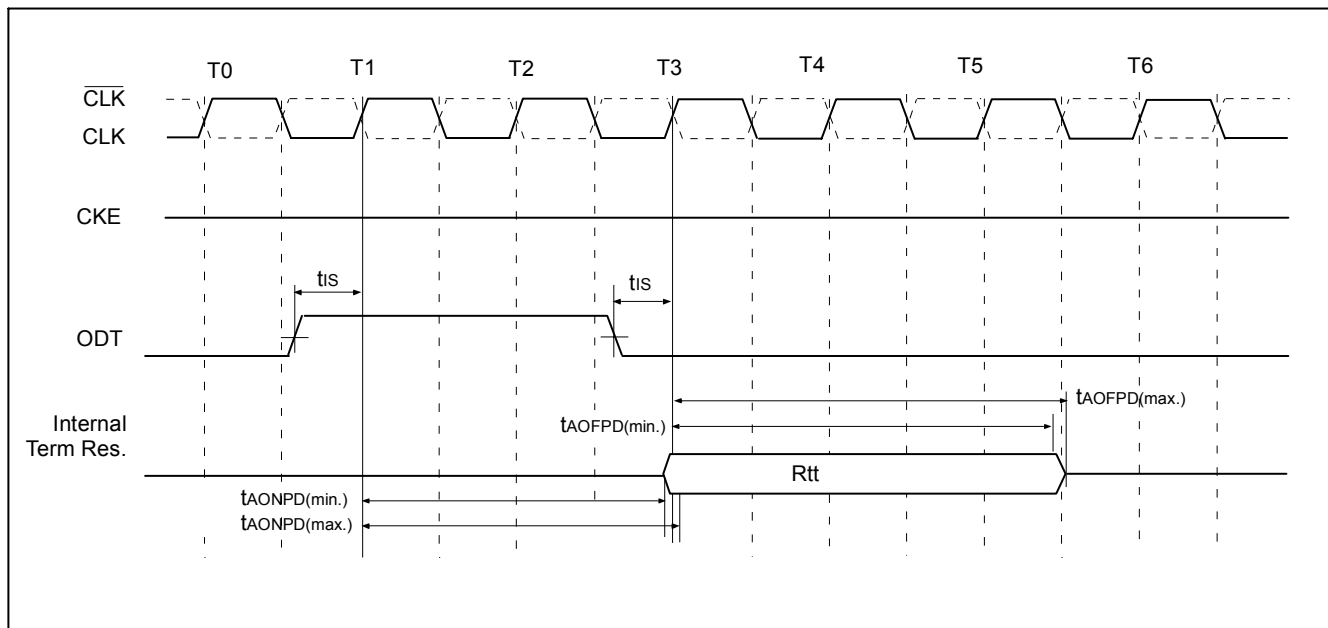 T0 T1 T2 T3 T4 T5 T6
CLK
CLK
CKE
tIS tIS
ODT
tAOFPD(max.)
tAOFPD(min.)
Internal
Term Res.
Rtt
tAONPD(min.)
tAONPD(max.)